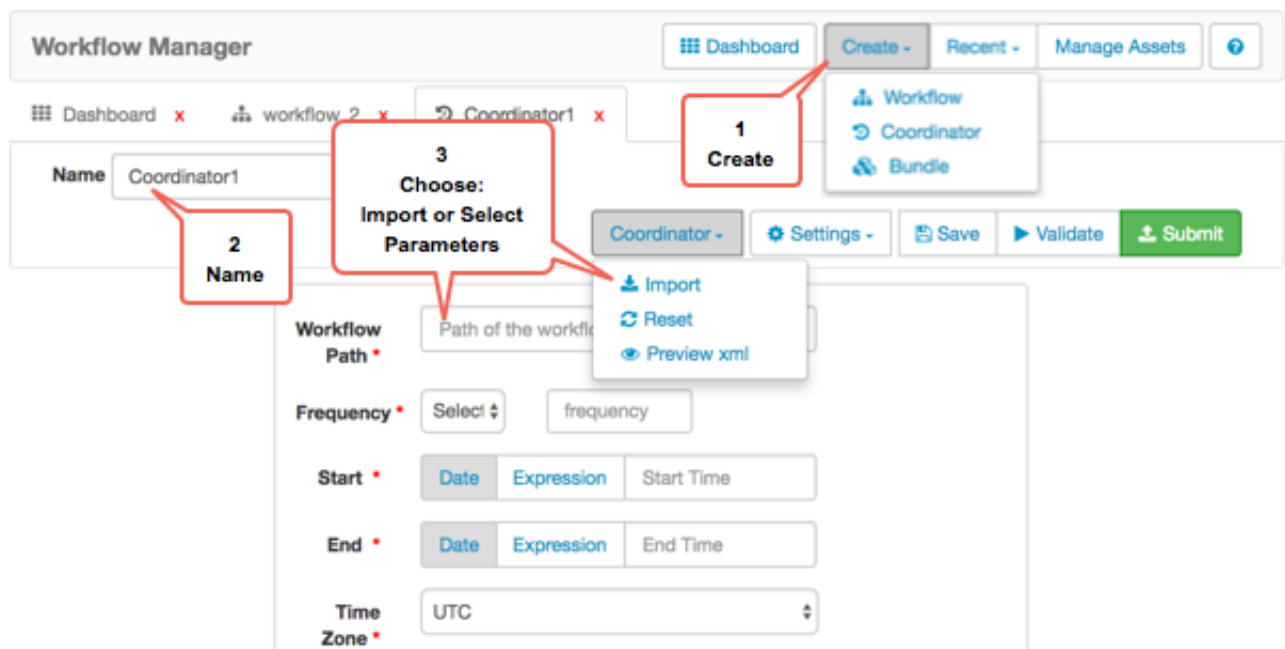 Workflow Manager
Dashboard
Create
Recent
Manage Assets
Dashboard x
workflow_2 x
Coordinator1 x
Workflow
Coordinator
Bundle
1
Create
Name
Coordinator1
3
Choose:
Import or Select
Parameters
2
Name
Coordinator
Settings
Save
Validate
Submit
Import
Reset
Preview xml
Workflow
Path *
Path of the
Frequency *
Select
frequency
Start *
Date
Expression
Start Time
End *
Date
Expression
End Time
Time
Zone *
UTC